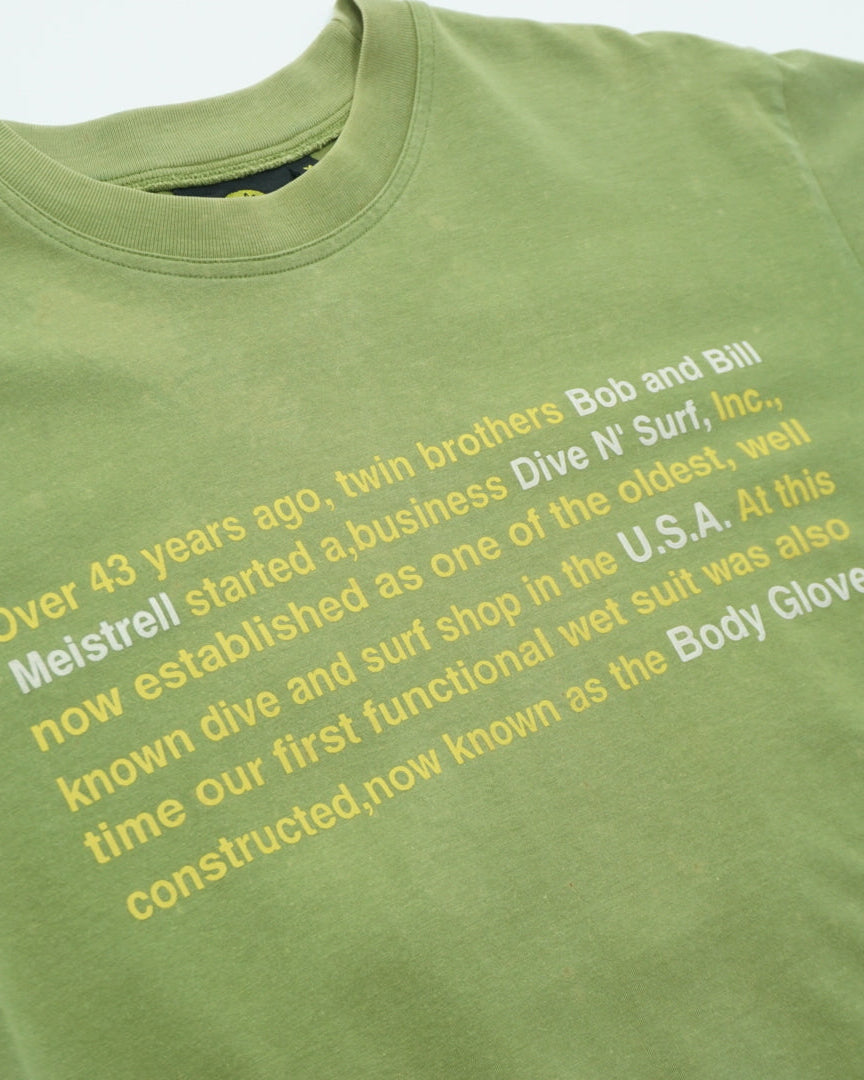 Over 43 years ago, twin brothers Bob and Bill
Meistrell started a,business Dive N' Surf, Inc.,
now established as one of the oldest, well
known dive and surf shop in the U.S.A. At this
time our first functional wet suit was also
constructed,now known as the Body Glove